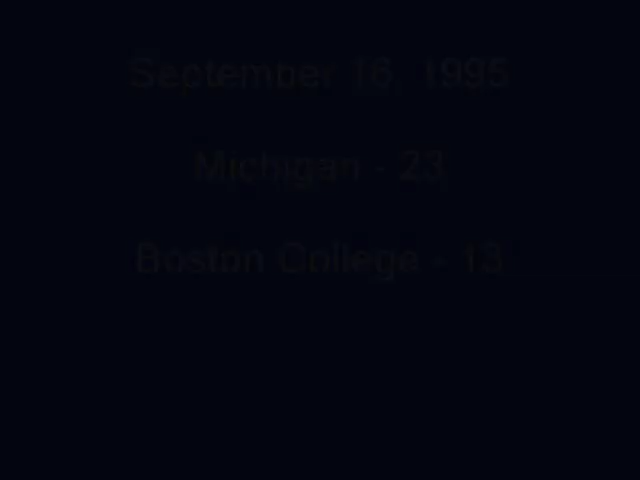 September 16, 1995
Michigan - 23
Boston College - 13